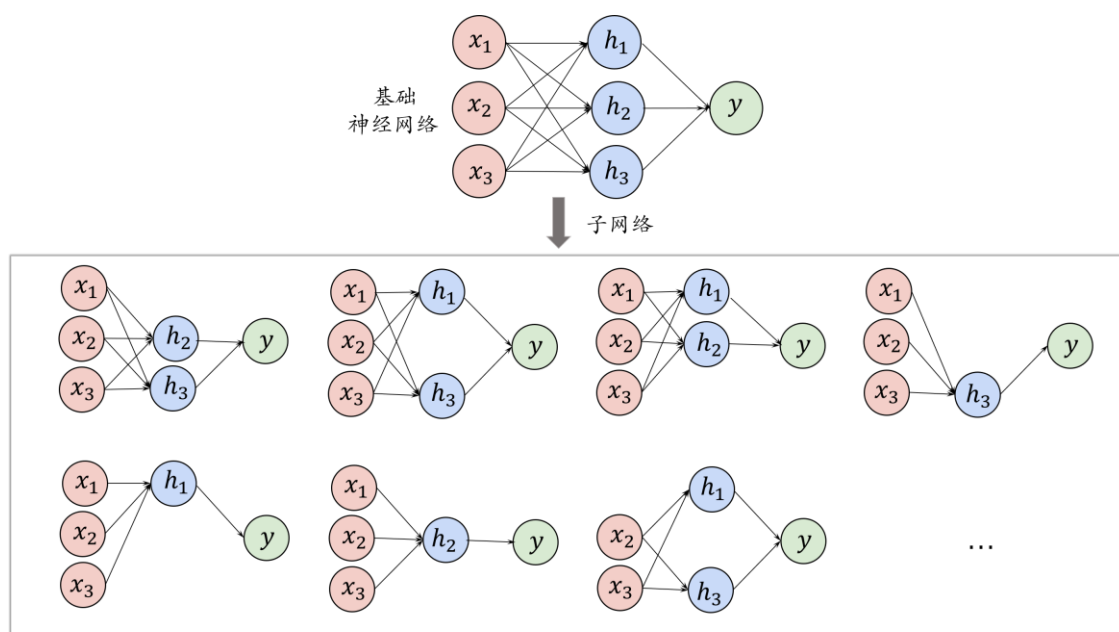 x₁ h₁
基础
神经网络
x₂ h₂ y
x₃ h₃
子网络
x₁
x₂ h₂ y
x₃ h₃
x₁ h₁
x₂ y
x₃ h₃
x₁ h₁
x₂ h₂ y
x₃
x₁
x₂ y
x₃ h₃
x₁ h₁
x₂ y
x₃
x₁
x₂ h₂ y
x₃
h₁
x₂ y
x₃ h₃
…